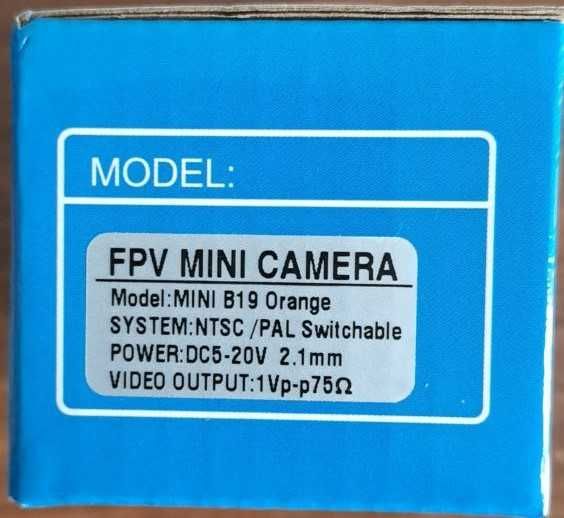 MODEL:
FPV MINI CAMERA
Model:MINI B19 Orange
SYSTEM:NTSC /PAL Switchable
POWER:DC5-20V 2.1mm
VIDEO OUTPUT:1Vp-p75Ω